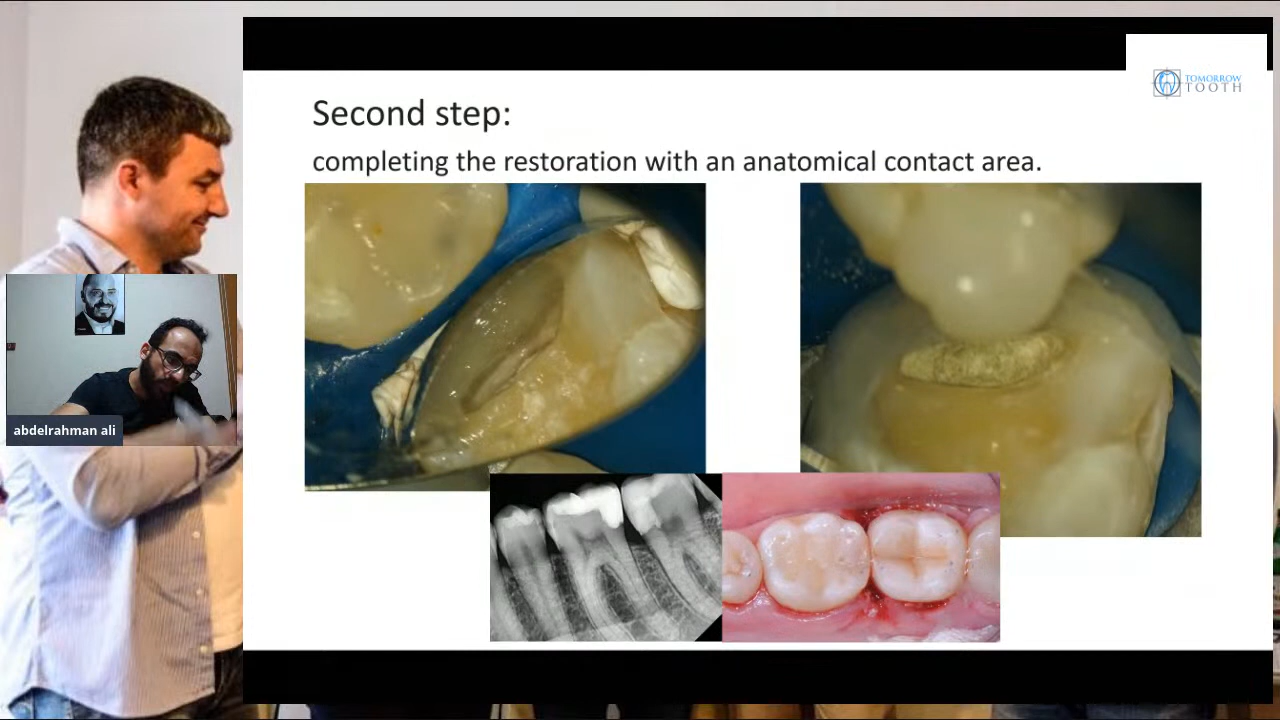 TOMORROW
TOOTH
Second step:
completing the restoration with an anatomical contact area.
abdelrahman ali